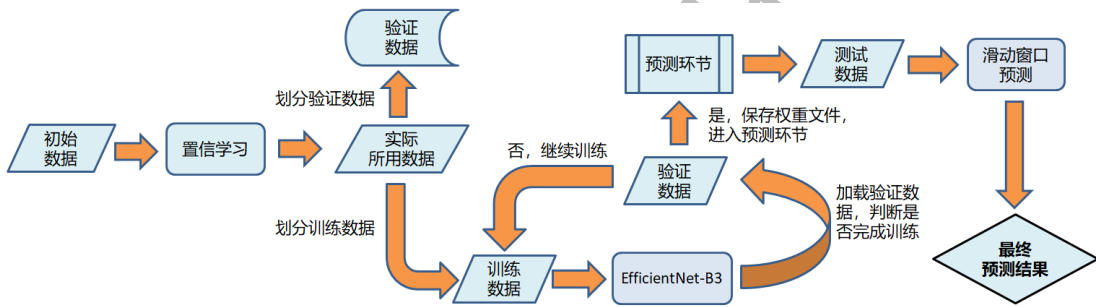 初始
数据
置信学习
验证
数据
划分验证数据
实际
所用数据
划分训练数据
否，继续训练
训练
数据
EfficientNet-B3
加载验证数
据，判断是
否完成训练
验证
数据
是，保存权重文件，
进入预测环节
预测环节
测试
数据
滑动窗口
预测
最终
预测结果